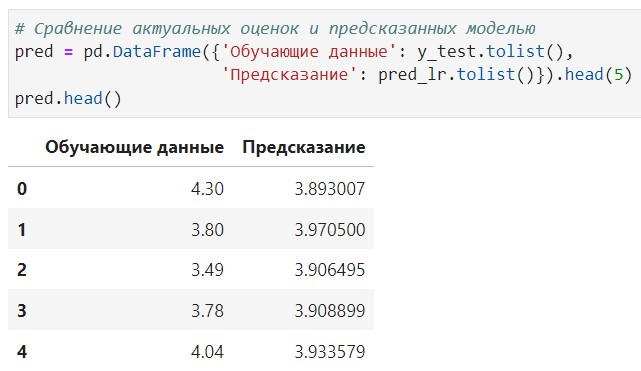 # Сравнение актуальных оценок и предсказанных моделью
pred = pd.DataFrame({'Обучающие данные': y_test.tolist(),
'Предсказание': pred_lr.tolist()}).head(5)
pred.head()
Обучающие данные Предсказание
0 4.30 3.893007
1 3.80 3.970500
2 3.49 3.906495
3 3.78 3.908899
4 4.04 3.933579